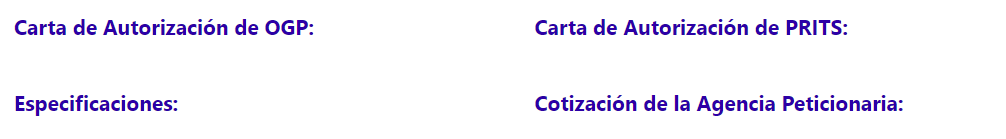 Carta de Autorización de OGP:
Carta de Autorización de PRITS:
Especificaciones:
Cotización de la Agencia Peticionaria: